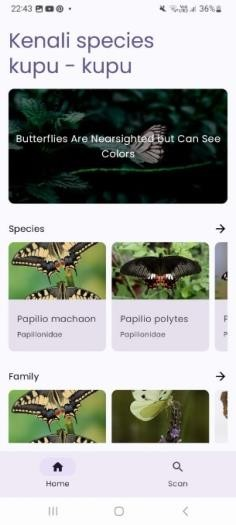 22:43
36%
Kenali species
kupu - kupu
Butterflies Are Nearsighted but Can See
Colors
Species
Papilio machaon
Papilionidae
Papilio polytes
Papilionidae
Family
Home
Scan